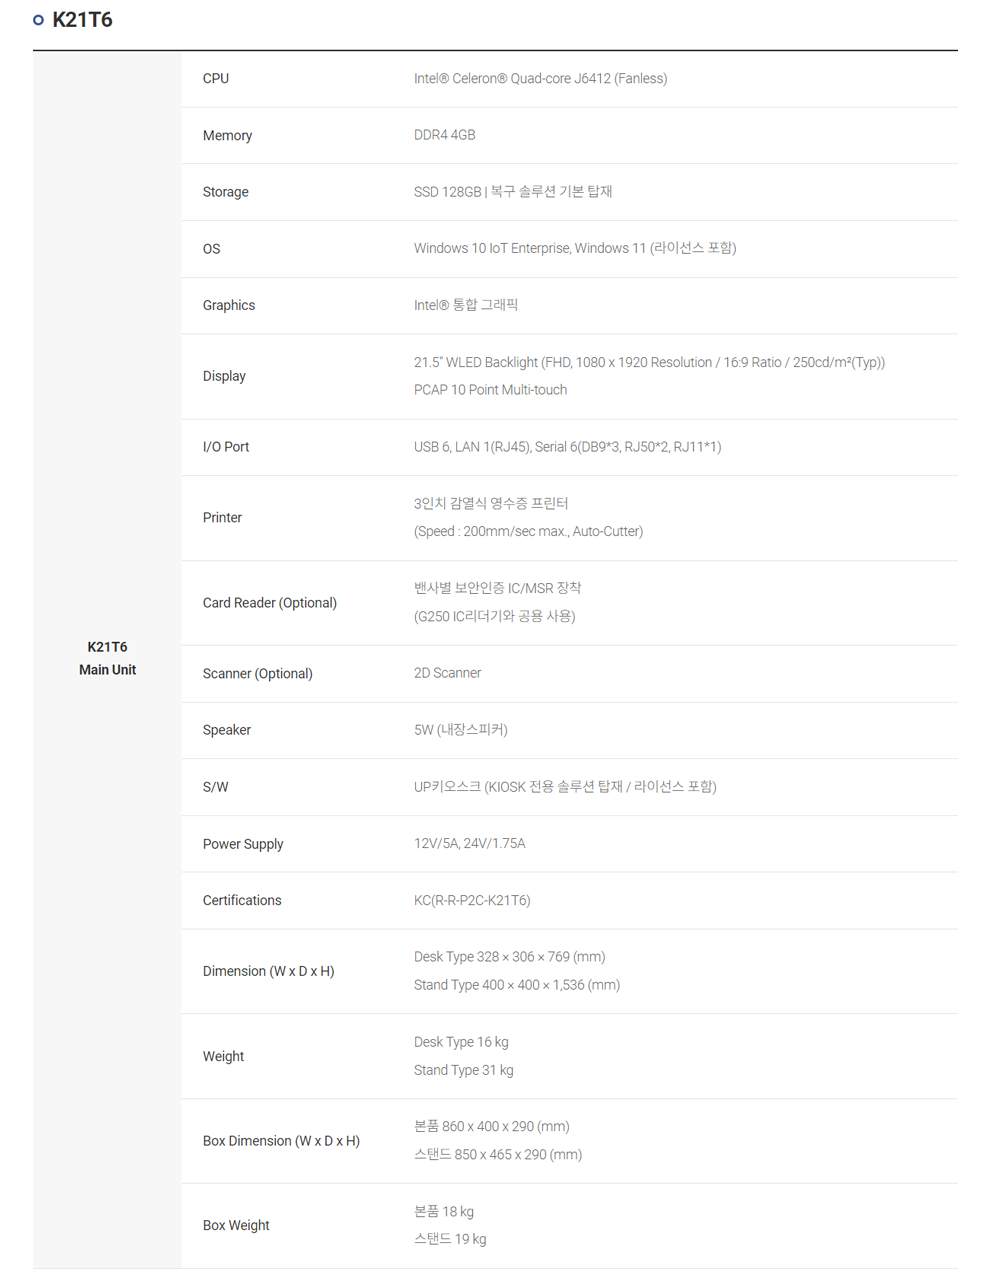 K21T6
K21T6
Main Unit
CPU
Intel® Celeron® Quad-core J6412 (Fanless)
Memory
DDR4 4GB
Storage
SSD 128GB | 복구 솔루션 기본 탑재
OS
Windows 10 IoT Enterprise, Windows 11 (라이선스 포함)
Graphics
Intel® 통합 그래픽
Display
21.5" WLED Backlight (FHD, 1080 x 1920 Resolution / 16:9 Ratio / 250cd/m²(Typ))
PCAP 10 Point Multi-touch
I/O Port
USB 6, LAN 1(RJ45), Serial 6(DB9*3, RJ50*2, RJ11*1)
Printer
3인치 감열식 영수증 프린터
(Speed : 200mm/sec max., Auto-Cutter)
Card Reader (Optional)
밴사별 보안인증 IC/MSR 장착
(G250 IC리더기와 공용 사용)
Scanner (Optional)
2D Scanner
Speaker
5W (내장스피커)
S/W
UP키오스크 (KIOSK 전용 솔루션 탑재 / 라이선스 포함)
Power Supply
12V/5A, 24V/1.75A
Certifications
KC(R-R-P2C-K21T6)
Dimension (W x D x H)
Desk Type 328 × 306 × 769 (mm)
Stand Type 400 × 400 × 1,536 (mm)
Weight
Desk Type 16 kg
Stand Type 31 kg
Box Dimension (W x D x H)
본품 860 x 400 x 290 (mm)
스탠드 850 x 465 x 290 (mm)
Box Weight
본품 18 kg
스탠드 19 kg